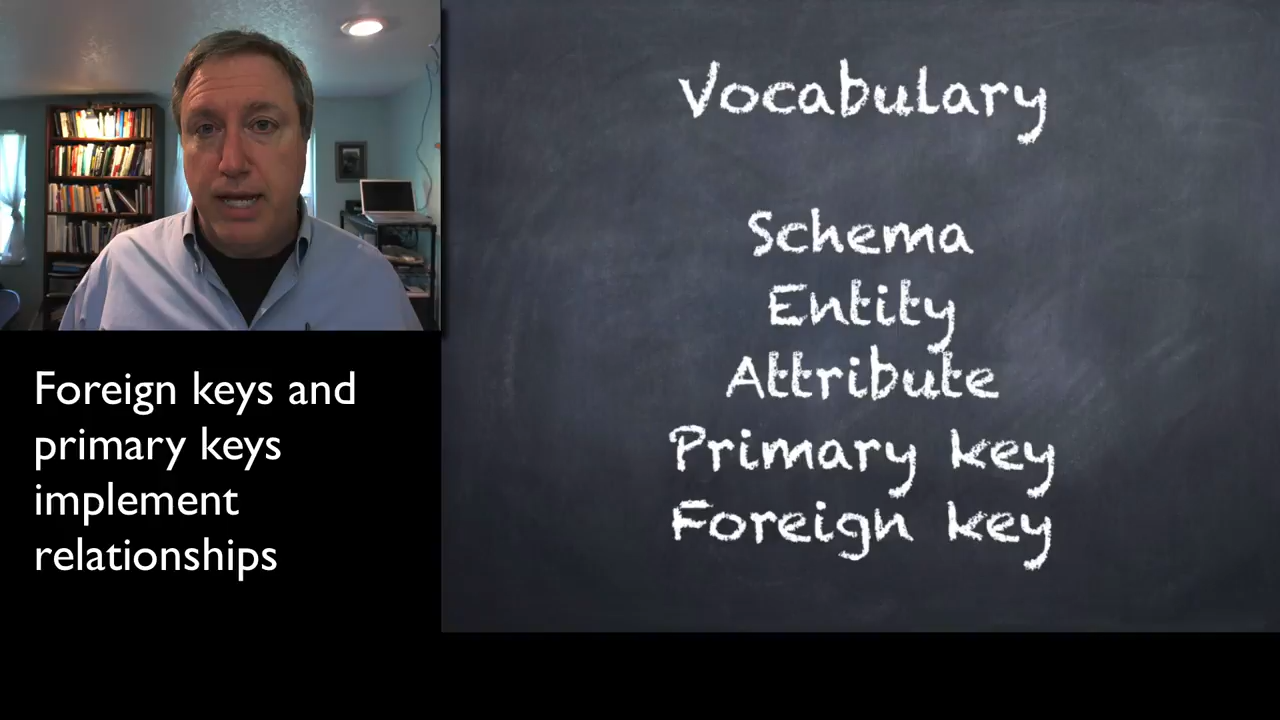 Foreign keys and
primary keys
implement
relationships
Vocabulary
Schema
Entity
Attribute
Primary key
Foreign key